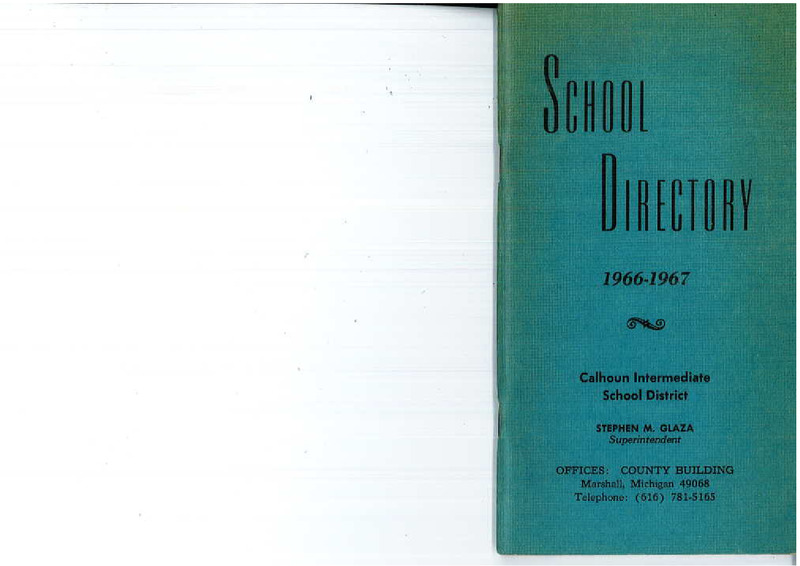 SCHOOL
DIRECTORY
1966-1967
Calhoun Intermediate
School District
STEPHEN M. GLAZA
Superintendent
OFFICES: COUNTY BUILDING
Marshall, Michigan 49068
Telephone: (616) 781-5165